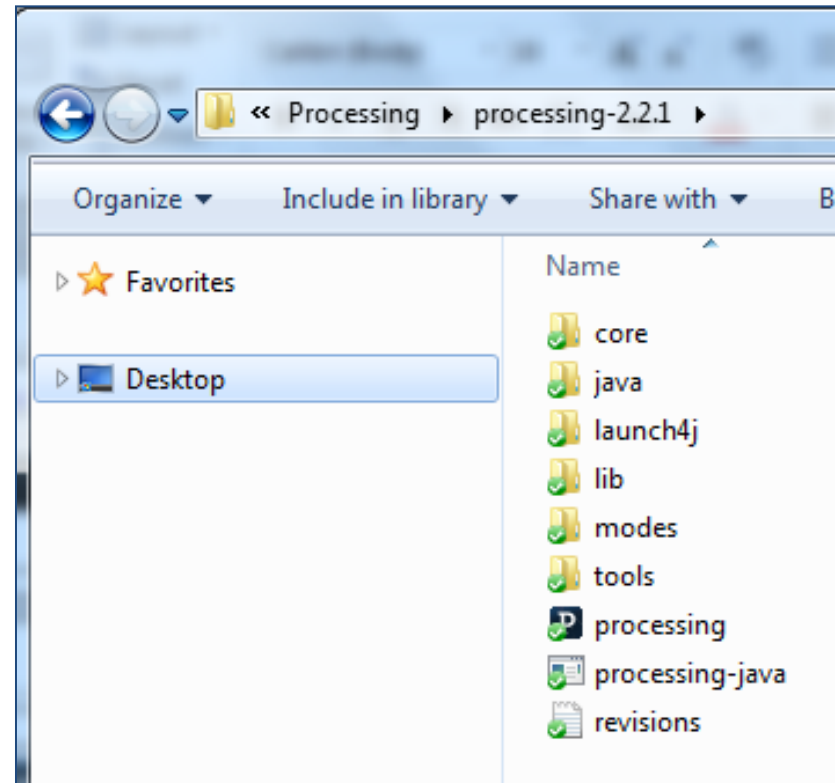 « Processing ▸ processing-2.2.1 ▸
Organize ▾ Include in library ▾ Share with ▾
Favorites
Desktop
Name
core
java
launch4j
lib
modes
tools
processing
processing-java
revisions